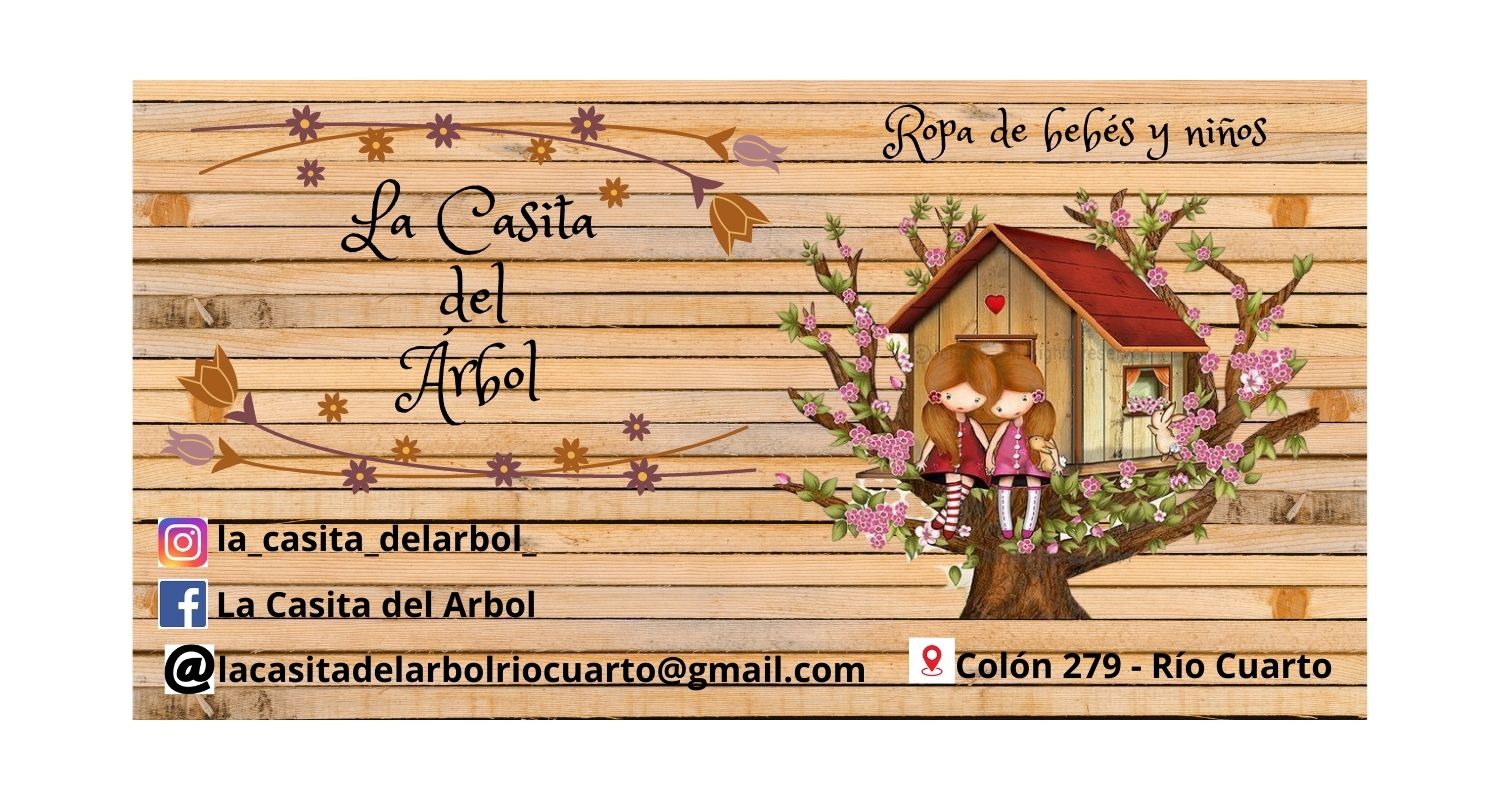 Ropa de bebés y niños
La Casita
del
Árbol
la_casita_delarbol_
La Casita del Arbol
@lacasitadelarbolriocuarto@gmail.com
Colón 279 - Río Cuarto